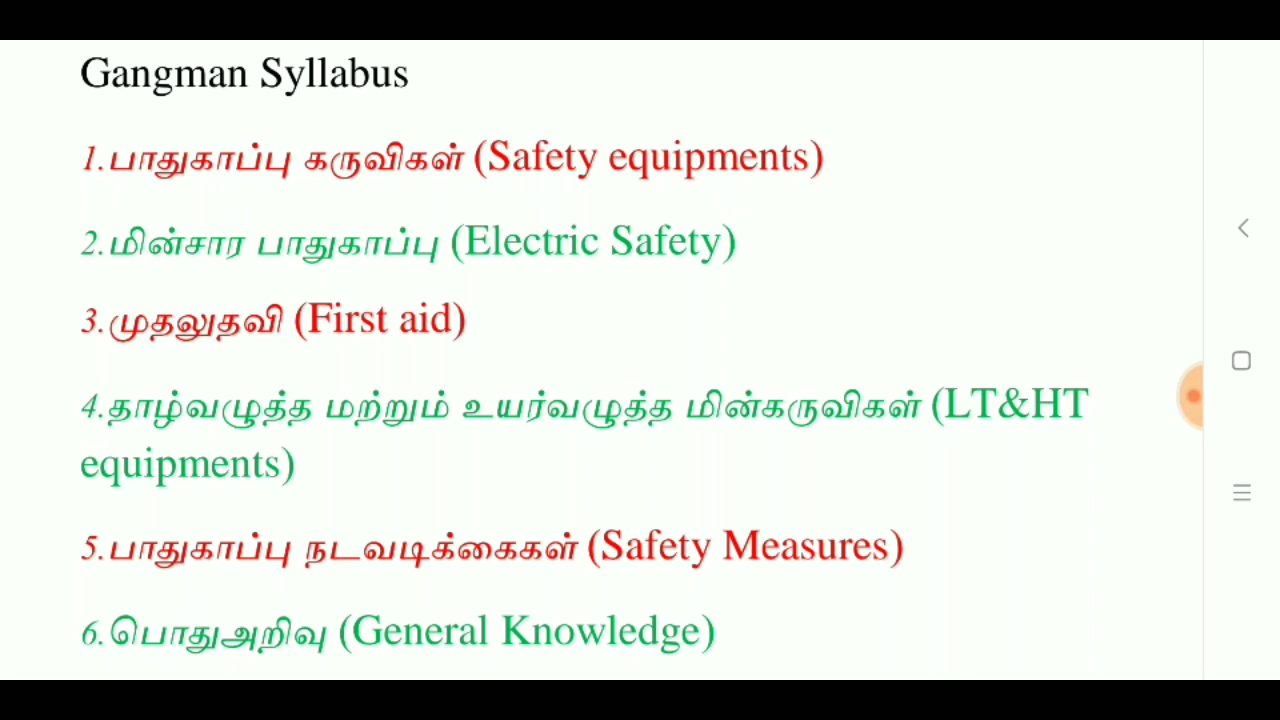 Gangman Syllabus
1.பாதுகாப்பு கருவிகள் (Safety equipments)
2.மின்சார பாதுகாப்பு (Electric Safety)
3.முதலுதவி (First aid)
4.தாழ்வழுத்த மற்றும் உயர்வழுத்த மின்கருவிகள் (LT&HT
equipments)
5.பாதுகாப்பு நடவடிக்கைகள் (Safety Measures)
6.பொதுஅறிவு (General Knowledge)